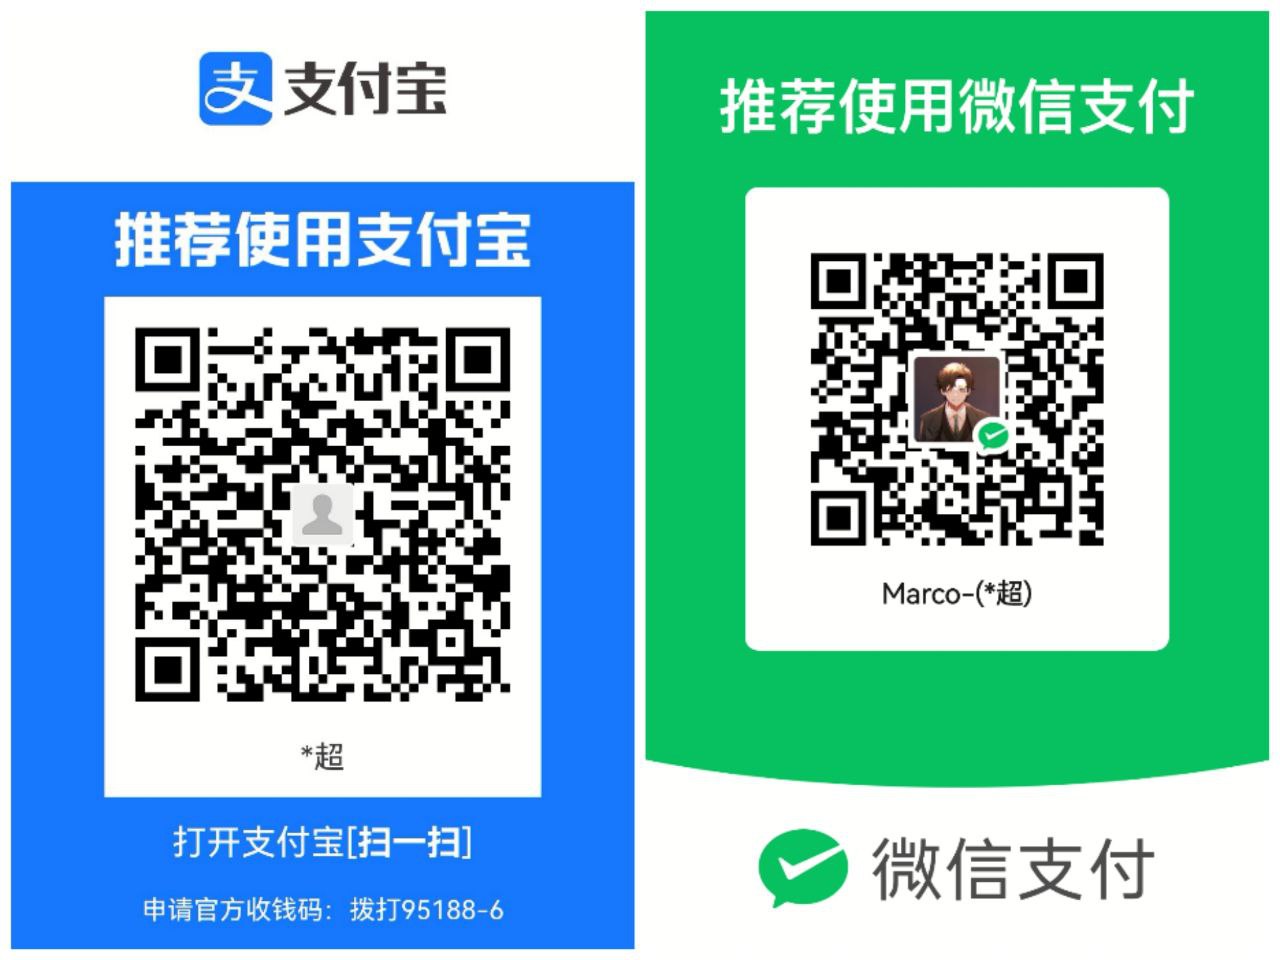 支付宝
推荐使用支付宝
*超
打开支付宝[扫一扫]
申请官方收钱码：拨打95188-6
推荐使用微信支付
Marco-(*超)
微信支付